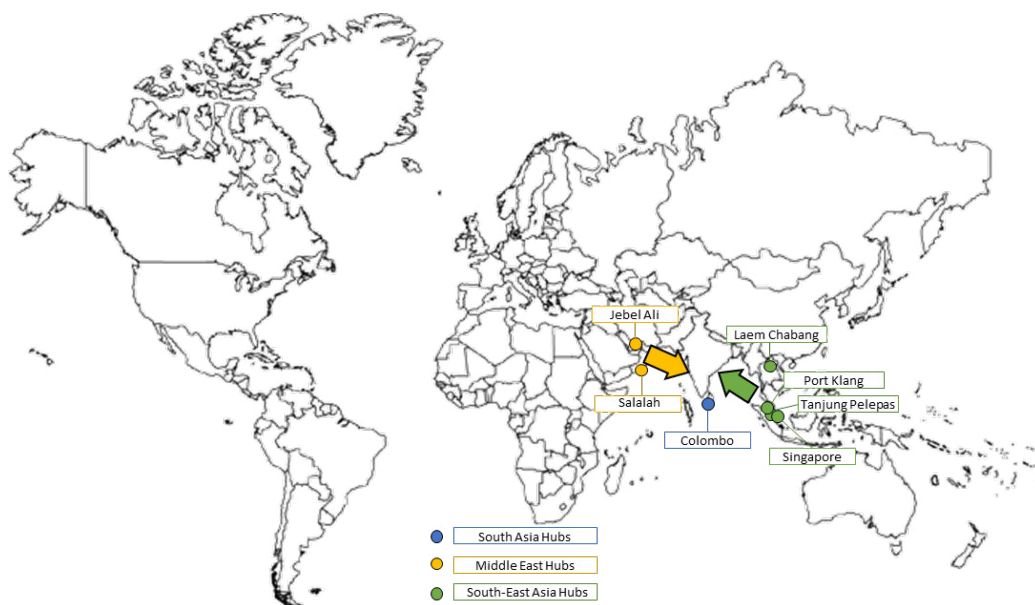 Jebel Ali
Laem Chabang
Port Klang
Salalah
Tanjung Pelepas
Colombo
Singapore
South Asia Hubs
Middle East Hubs
South-East Asia Hubs